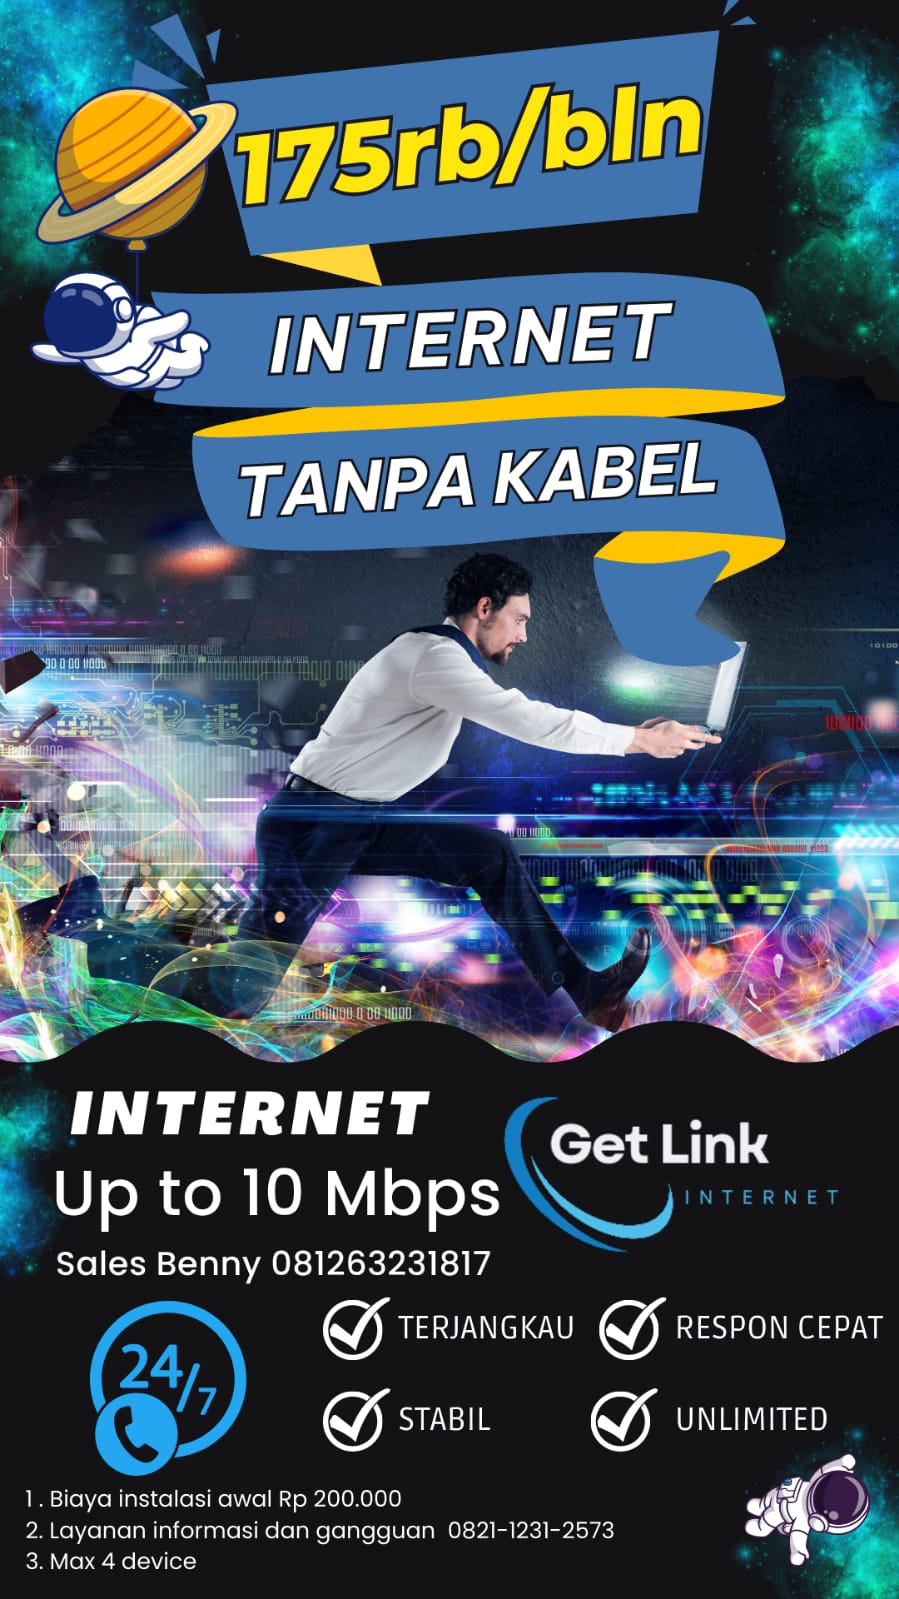 175rb/bln
INTERNET
TANPA KABEL
INTERNET
Up to 10 Mbps
Sales Benny 081263231817
Get Link
INTERNET
24/7
TERJANGKAU
RESPON CEPAT
STABIL
UNLIMITED
1 . Biaya instalasi awal Rp 200.000
2. Layanan informasi dan gangguan 0821-1231-2573
3. Max 4 device